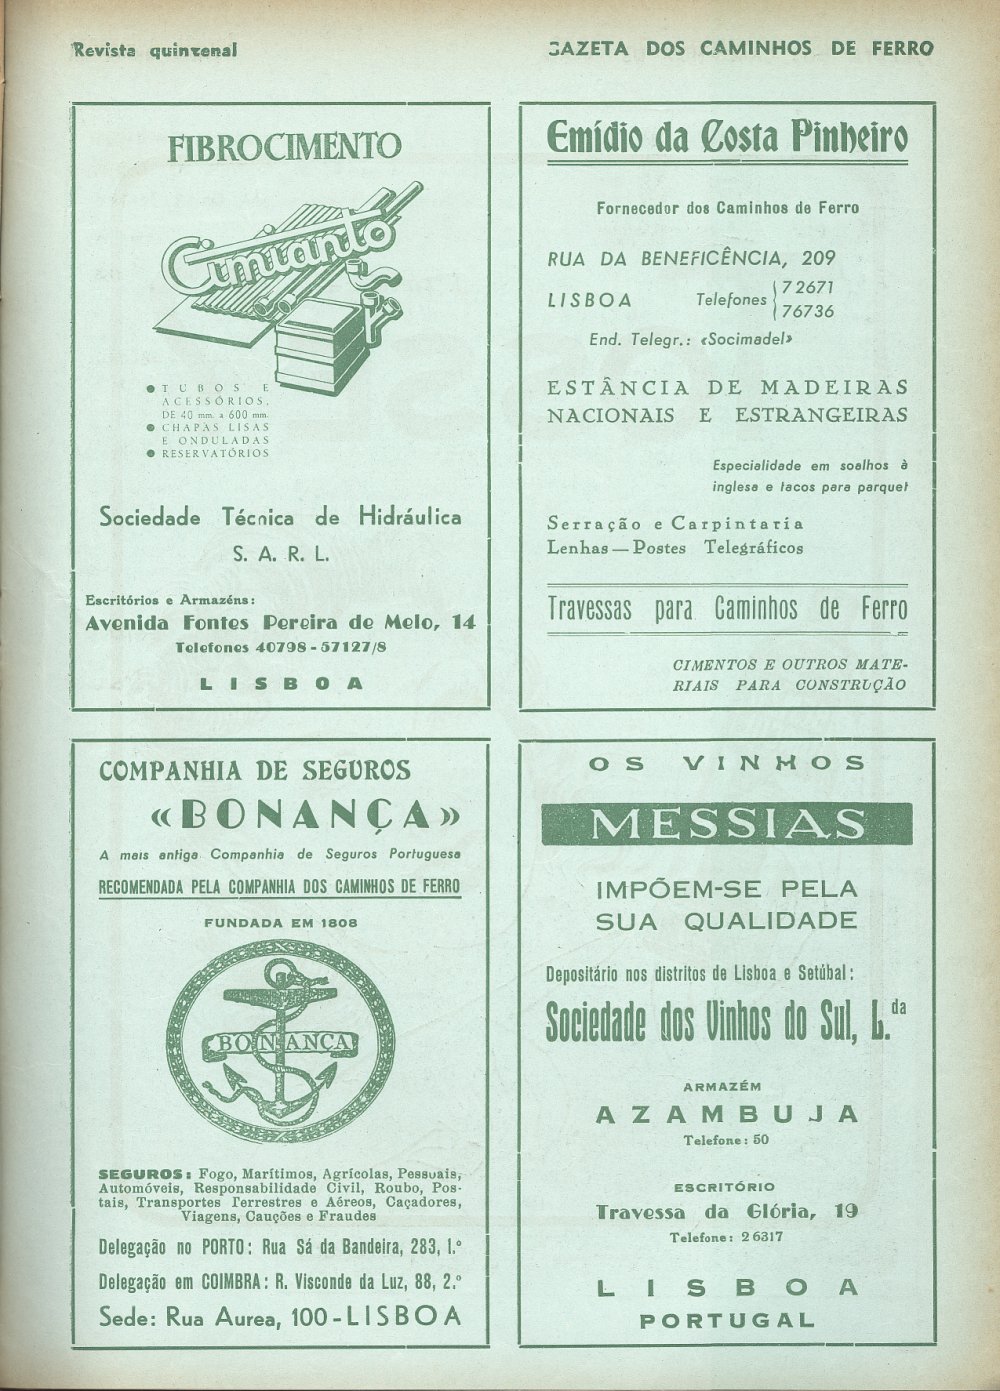 Revista quinzenal
GAZETA DOS CAMINHOS DE FERRO
FIBROCIMENTO
Cimianto
● TUBOS E
ACESSÓRIOS,
DE 40 mm. a 600 mm.
● CHAPAS LISAS
E ONDULADAS
● RESERVATÓRIOS
Sociedade Técnica de Hidráulica
S. A. R. L.
Escritórios e Armazéns:
Avenida Fontes Pereira de Melo, 14
Telefones 40798-57127/8
LISBOA
Emídio da Costa Pinheiro
Fornecedor dos Caminhos de Ferro
RUA DA BENEFICÊNCIA, 209
LISBOA Telefones { 72671
76736
End. Telegr.: «Socimadel»
ESTÂNCIA DE MADEIRAS
NACIONAIS E ESTRANGEIRAS
Especialidade em soalhos à
inglesa e tacos para parquet
Serração e Carpintaria
Lenhas — Postes Telegráficos
Travessas para Caminhos de Ferro
CIMENTOS E OUTROS MATE-
RIAIS PARA CONSTRUÇÃO
COMPANHIA DE SEGUROS
«BONANÇA»
A mais antiga Companhia de Seguros Portuguesa
RECOMENDADA PELA COMPANHIA DOS CAMINHOS DE FERRO
FUNDADA EM 1808
BONANÇA
SEGUROS: Fogo, Marítimos, Agrícolas, Pessoais,
Automóveis, Responsabilidade Civil, Roubo, Pos-
tais, Transportes Terrestres e Aéreos, Caçadores,
Viagens, Cauções e Fraudes
Delegação no PORTO: Rua Sá da Bandeira, 283, 1.º
Delegação em COIMBRA: R. Visconde da Luz, 88, 2.º
Sede: Rua Aurea, 100-LISBOA
OS VINHOS
MESSIAS
IMPÕEM-SE PELA
SUA QUALIDADE
Depositário nos distritos de Lisboa e Setúbal:
Sociedade dos Vinhos do Sul, L.da
ARMAZÉM
AZAMBUJA
Telefone: 50
ESCRITÓRIO
Travessa da Glória, 19
Telefone: 26317
LISBOA
PORTUGAL